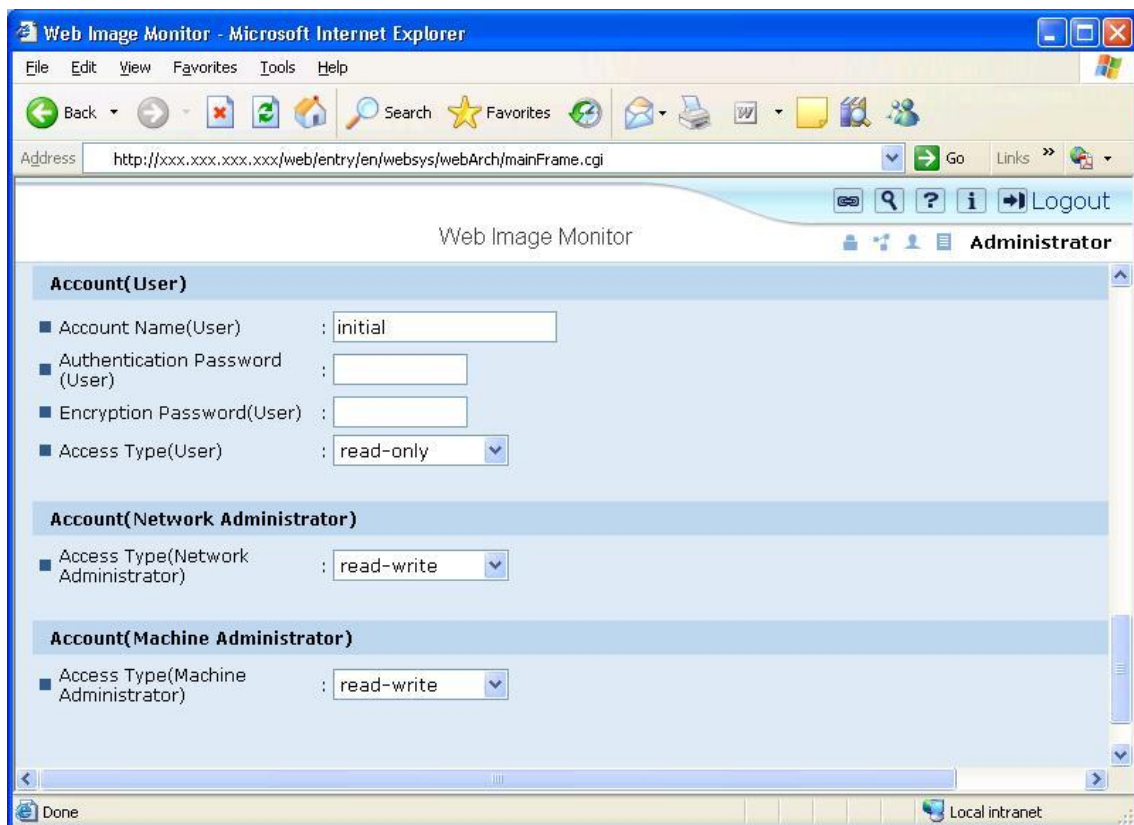 Web Image Monitor - Microsoft Internet Explorer
File Edit View Favorites Tools Help
Back Search Favorites W
Address http://xxx.xxx.xxx.xxx/web/entry/en/websys/webArch/mainFrame.cgi Go Links »
? i Logout
Web Image Monitor Administrator
Account(User)
Account Name(User) : initial
Authentication Password
(User) :
Encryption Password(User) :
Access Type(User) : read-only
Account(Network Administrator)
Access Type(Network
Administrator) : read-write
Account(Machine Administrator)
Access Type(Machine
Administrator) : read-write
Done Local intranet